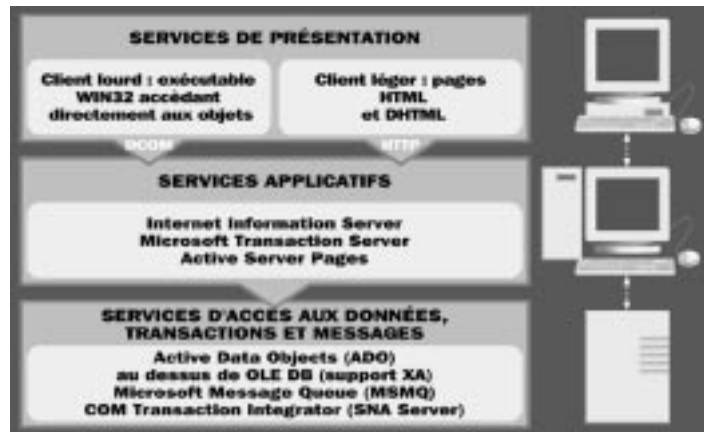 SERVICES DE PRÉSENTATION
Client lourd : exécutable
WIN32 accédant
directement aux objets
Client léger : pages
HTML
et DHTML
DCOM
HTTP
SERVICES APPLICATIFS
Internet Information Server
Microsoft Transaction Server
Active Server Pages
SERVICES D'ACCÈS AUX DONNÉES,
TRANSACTIONS ET MESSAGES
Active Data Objects (ADO)
au dessus de OLE DB (support XA)
Microsoft Message Queue (MSMQ)
COM Transaction Integrator (SNA Server)